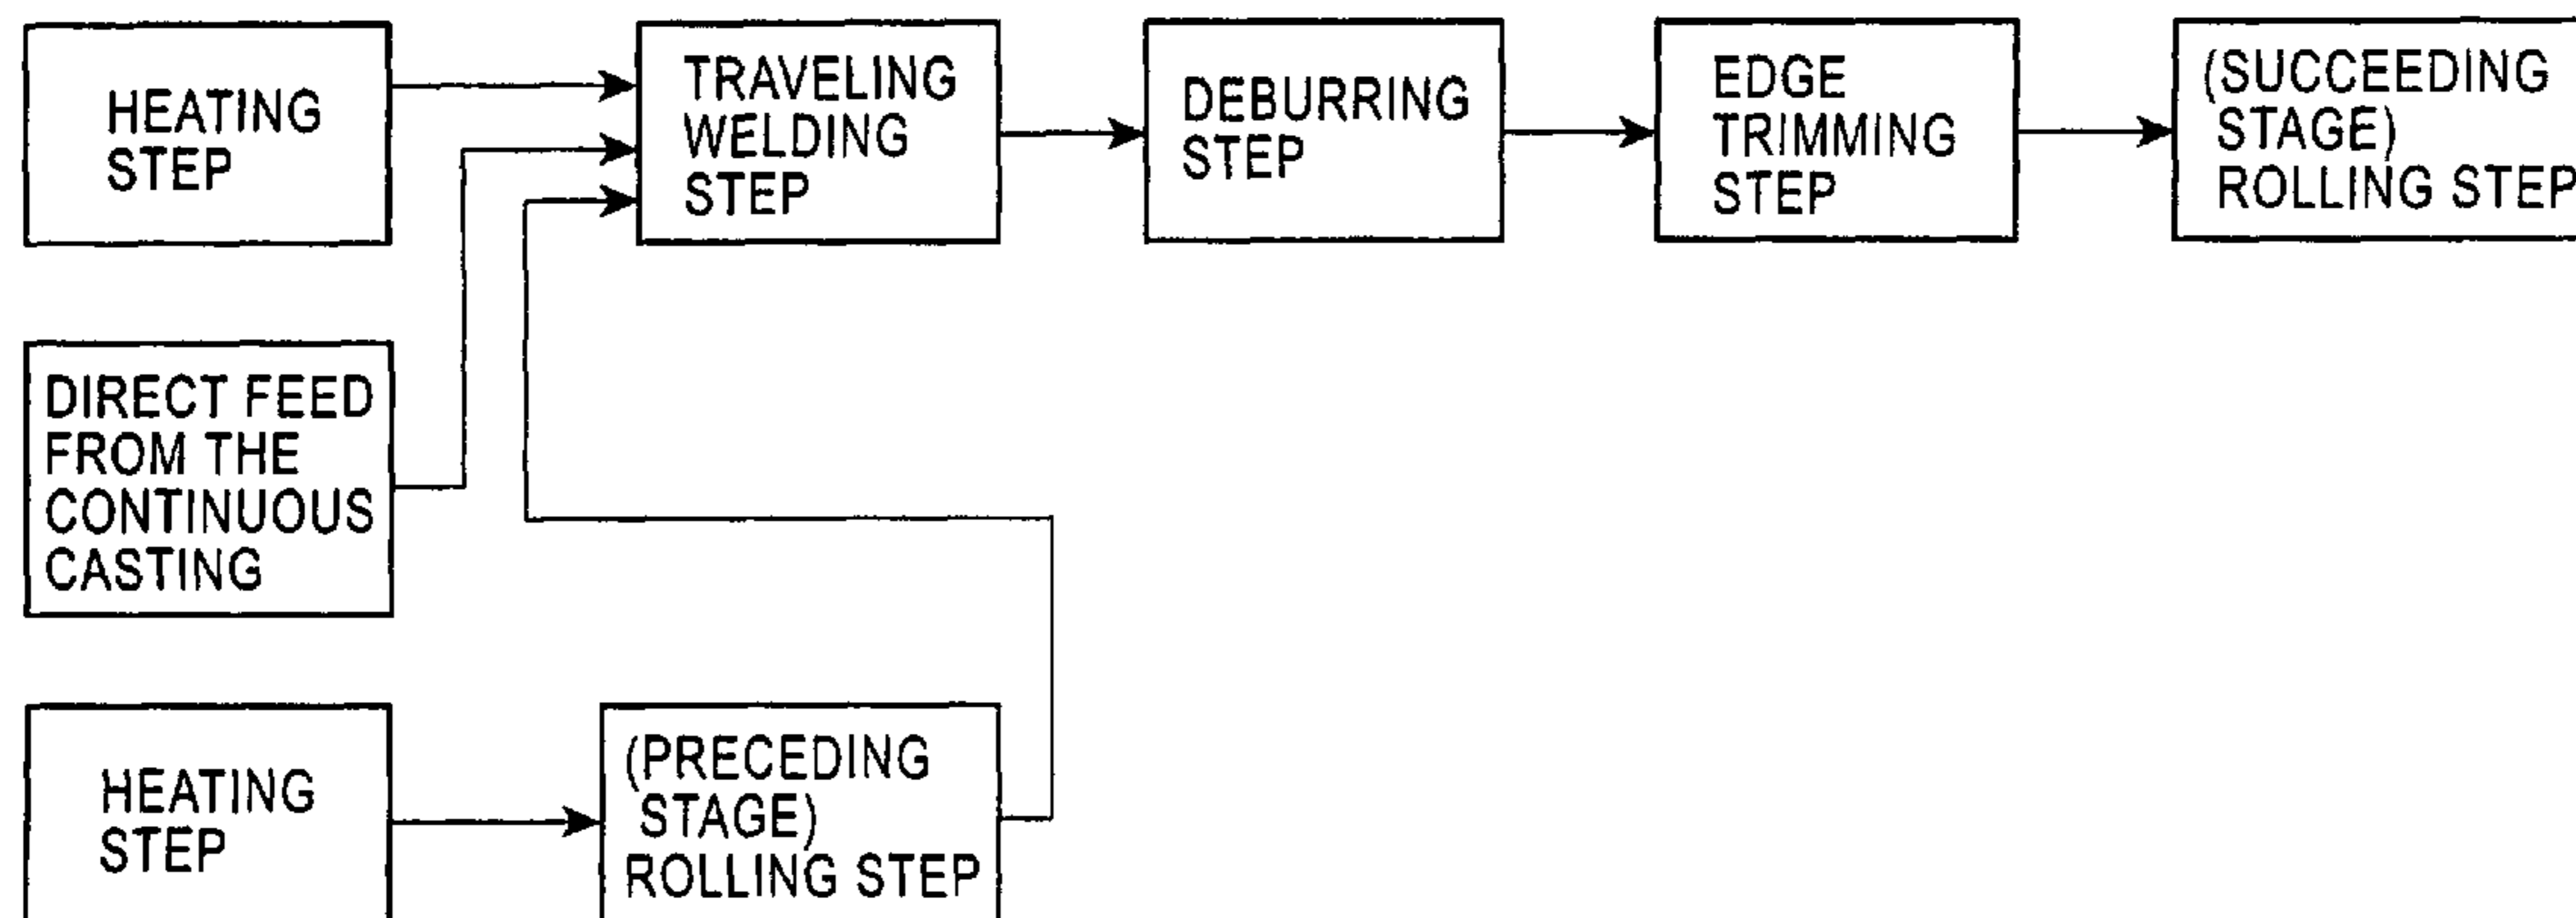 HEATING
STEP
TRAVELING
WELDING
STEP
DEBURRING
STEP
EDGE
TRIMMING
STEP
(SUCCEEDING
STAGE)
ROLLING STEP
DIRECT FEED
FROM THE
CONTINUOUS
CASTING
HEATING
STEP
(PRECEDING
STAGE)
ROLLING STEP